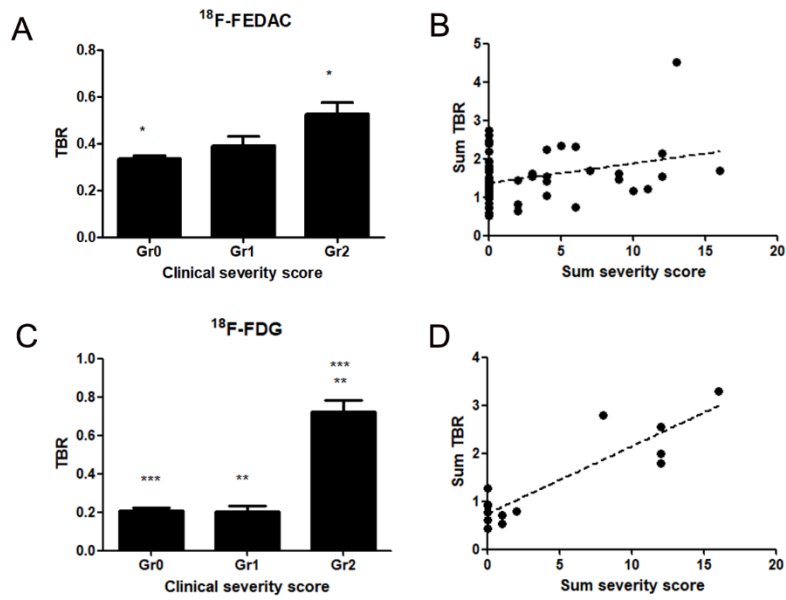 A
¹⁸F-FEDAC
TBR
0.8
0.6
0.4
0.2
0.0
*
*
Gr0 Gr1 Gr2
Clinical severity score
B
Sum TBR
5
4
3
2
1
0
0 5 10 15 20
Sum severity score
C
¹⁸F-FDG
TBR
1.0
0.8
0.6
0.4
0.2
0.0
***
**
***
**
Gr0 Gr1 Gr2
Clinical severity score
D
Sum TBR
4
3
2
1
0
0 5 10 15 20
Sum severity score